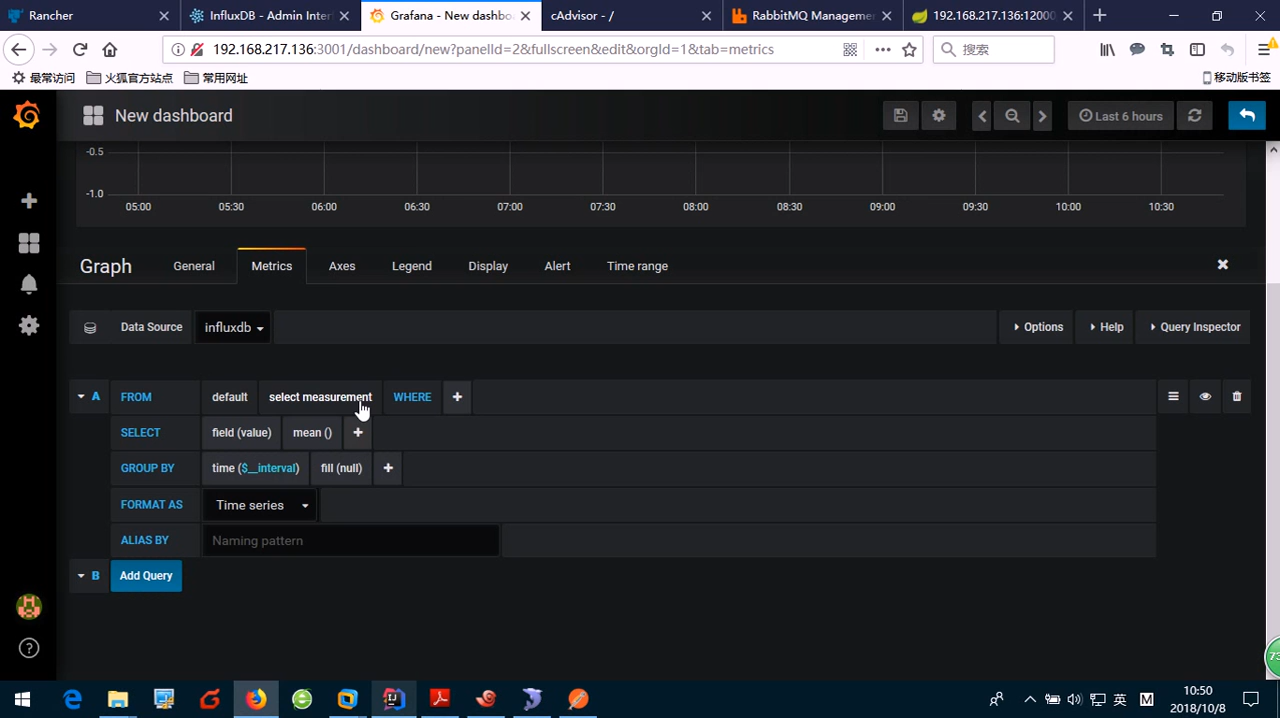 Rancher
InfluxDB - Admin Inter
Grafana - New dashbo
cAdvisor - /
RabbitMQ Manageme
192.168.217.136:1200
192.168.217.136:3001/dashboard/new?panelId=2&fullscreen&edit&orgId=1&tab=metrics
搜索
最常访问
火狐官方站点
常用网址
移动版书签
New dashboard
Last 6 hours
-0.5
-1.0
05:00
05:30
06:00
06:30
07:00
07:30
08:00
08:30
09:00
09:30
10:00
10:30
Graph
General
Metrics
Axes
Legend
Display
Alert
Time range
Data Source
influxdb
Options
Help
Query Inspector
A
FROM
default
select measurement
WHERE
SELECT
field (value)
mean ()
GROUP BY
time ($__interval)
fill (null)
FORMAT AS
Time series
ALIAS BY
Naming pattern
B
Add Query
英
M
10:50
2018/10/8